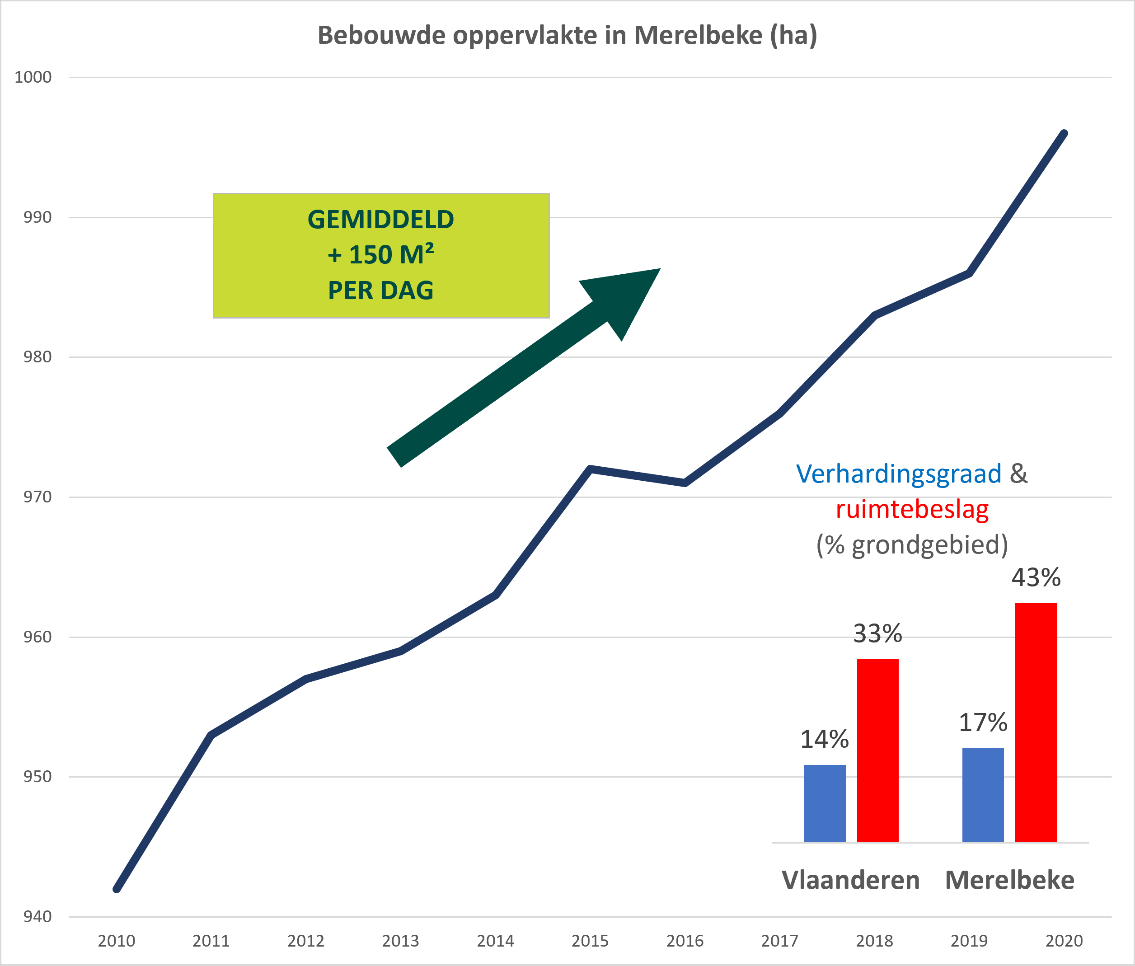 Bebouwde oppervlakte in Merelbeke (ha)
1000
990
980
970
960
950
940
GEMIDDELD
+ 150 M²
PER DAG
Verhardingsgraad &
ruimtebeslag
(% grondgebied)
14%
33%
17%
43%
Vlaanderen
Merelbeke
2010
2011
2012
2013
2014
2015
2016
2017
2018
2019
2020